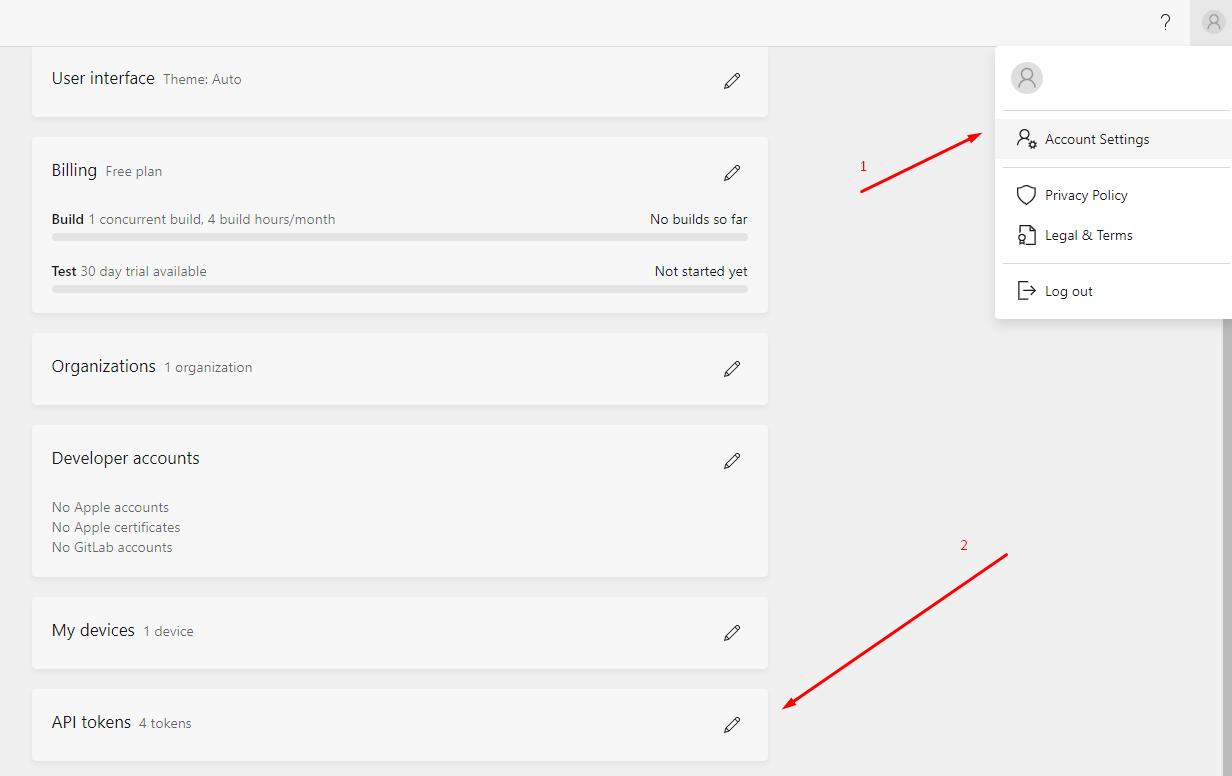 ?
User interface Theme: Auto
Billing Free plan
Build 1 concurrent build, 4 build hours/month No builds so far
Test 30 day trial available Not started yet
Organizations 1 organization
Developer accounts
No Apple accounts
No Apple certificates
No GitLab accounts
My devices 1 device
API tokens 4 tokens
1
Account Settings
Privacy Policy
Legal & Terms
Log out
2